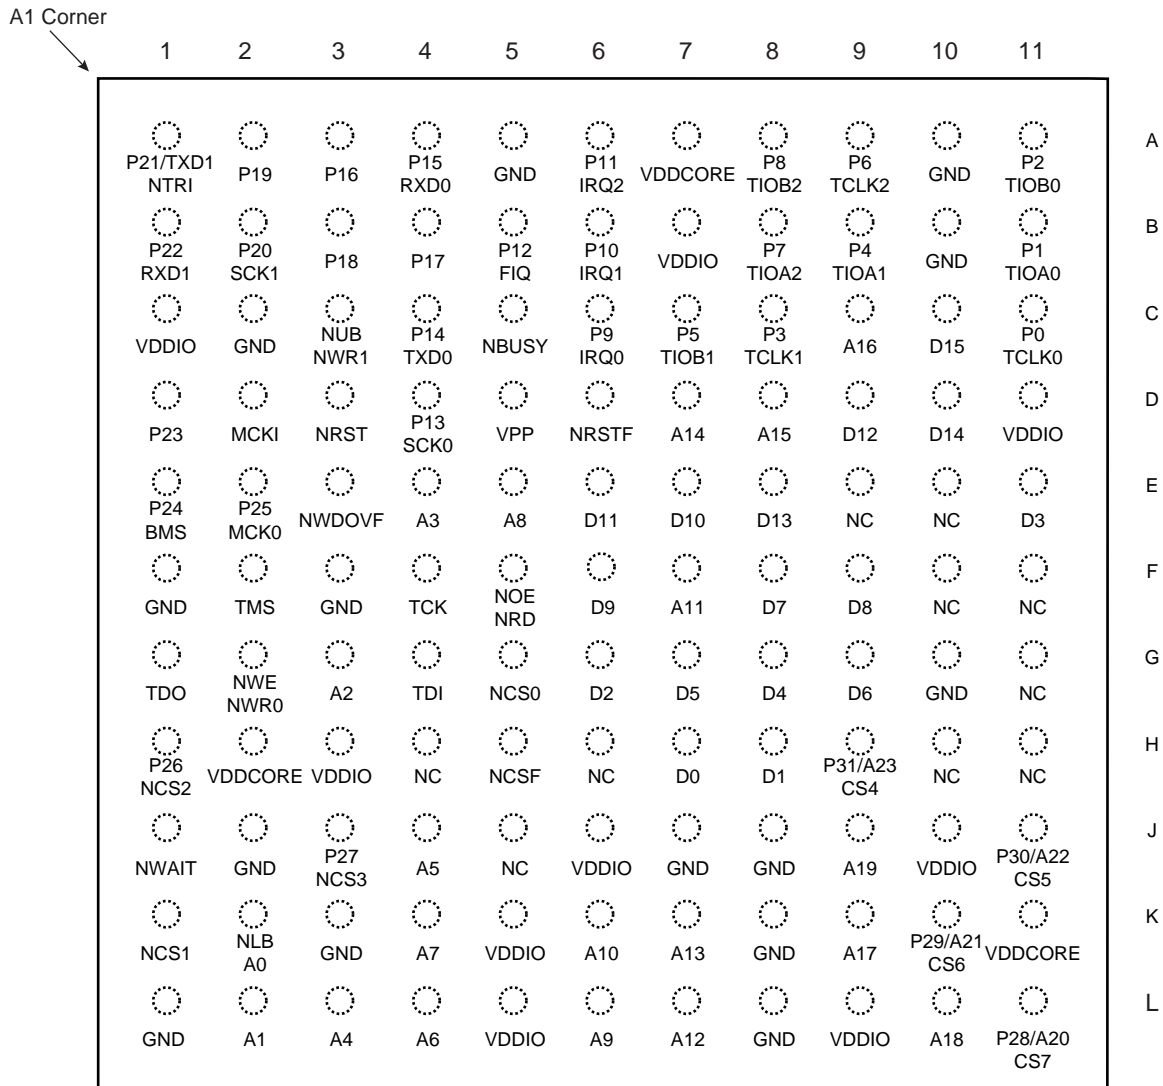 A1 Corner
1 2 3 4 5 6 7 8 9 10 11
A
P21/TXD1 P15 P11 P8 P6 P2
P19 P16 GND VDDCORE GND
NTRI RXD0 IRQ2 TIOB2 TCLK2 TIOB0
B
P22 P20 P12 P10 P7 P4 P1
P18 P17 VDDIO GND
RXD1 SCK1 FIQ IRQ1 TIOA2 TIOA1 TIOA0
C
NUB P14 P9 P5 P3 P0
VDDIO GND NBUSY A16 D15
NWR1 TXD0 IRQ0 TIOB1 TCLK1 TCLK0
D
P13
P23 MCKI NRST VPP NRSTF A14 A15 D12 D14 VDDIO
SCK0
E
P24 P25
NWDOVF A3 A8 D11 D10 D13 NC NC D3
BMS MCK0
F
NOE
GND TMS GND TCK D9 A11 D7 D8 NC NC
NRD
G
NWE
TDO A2 TDI NCS0 D2 D5 D4 D6 GND NC
NWR0
H
P26 P31/A23
VDDCORE VDDIO NC NCSF NC D0 D1 NC NC
NCS2 CS4
J
P27 P30/A22
NWAIT GND A5 NC VDDIO GND GND A19 VDDIO
NCS3 CS5
K
NLB P29/A21
NCS1 GND A7 VDDIO A10 A13 GND A17 VDDCORE
A0 CS6
L
GND A1 A4 A6 VDDIO A9 A12 GND VDDIO A18 P28/A20
CS7